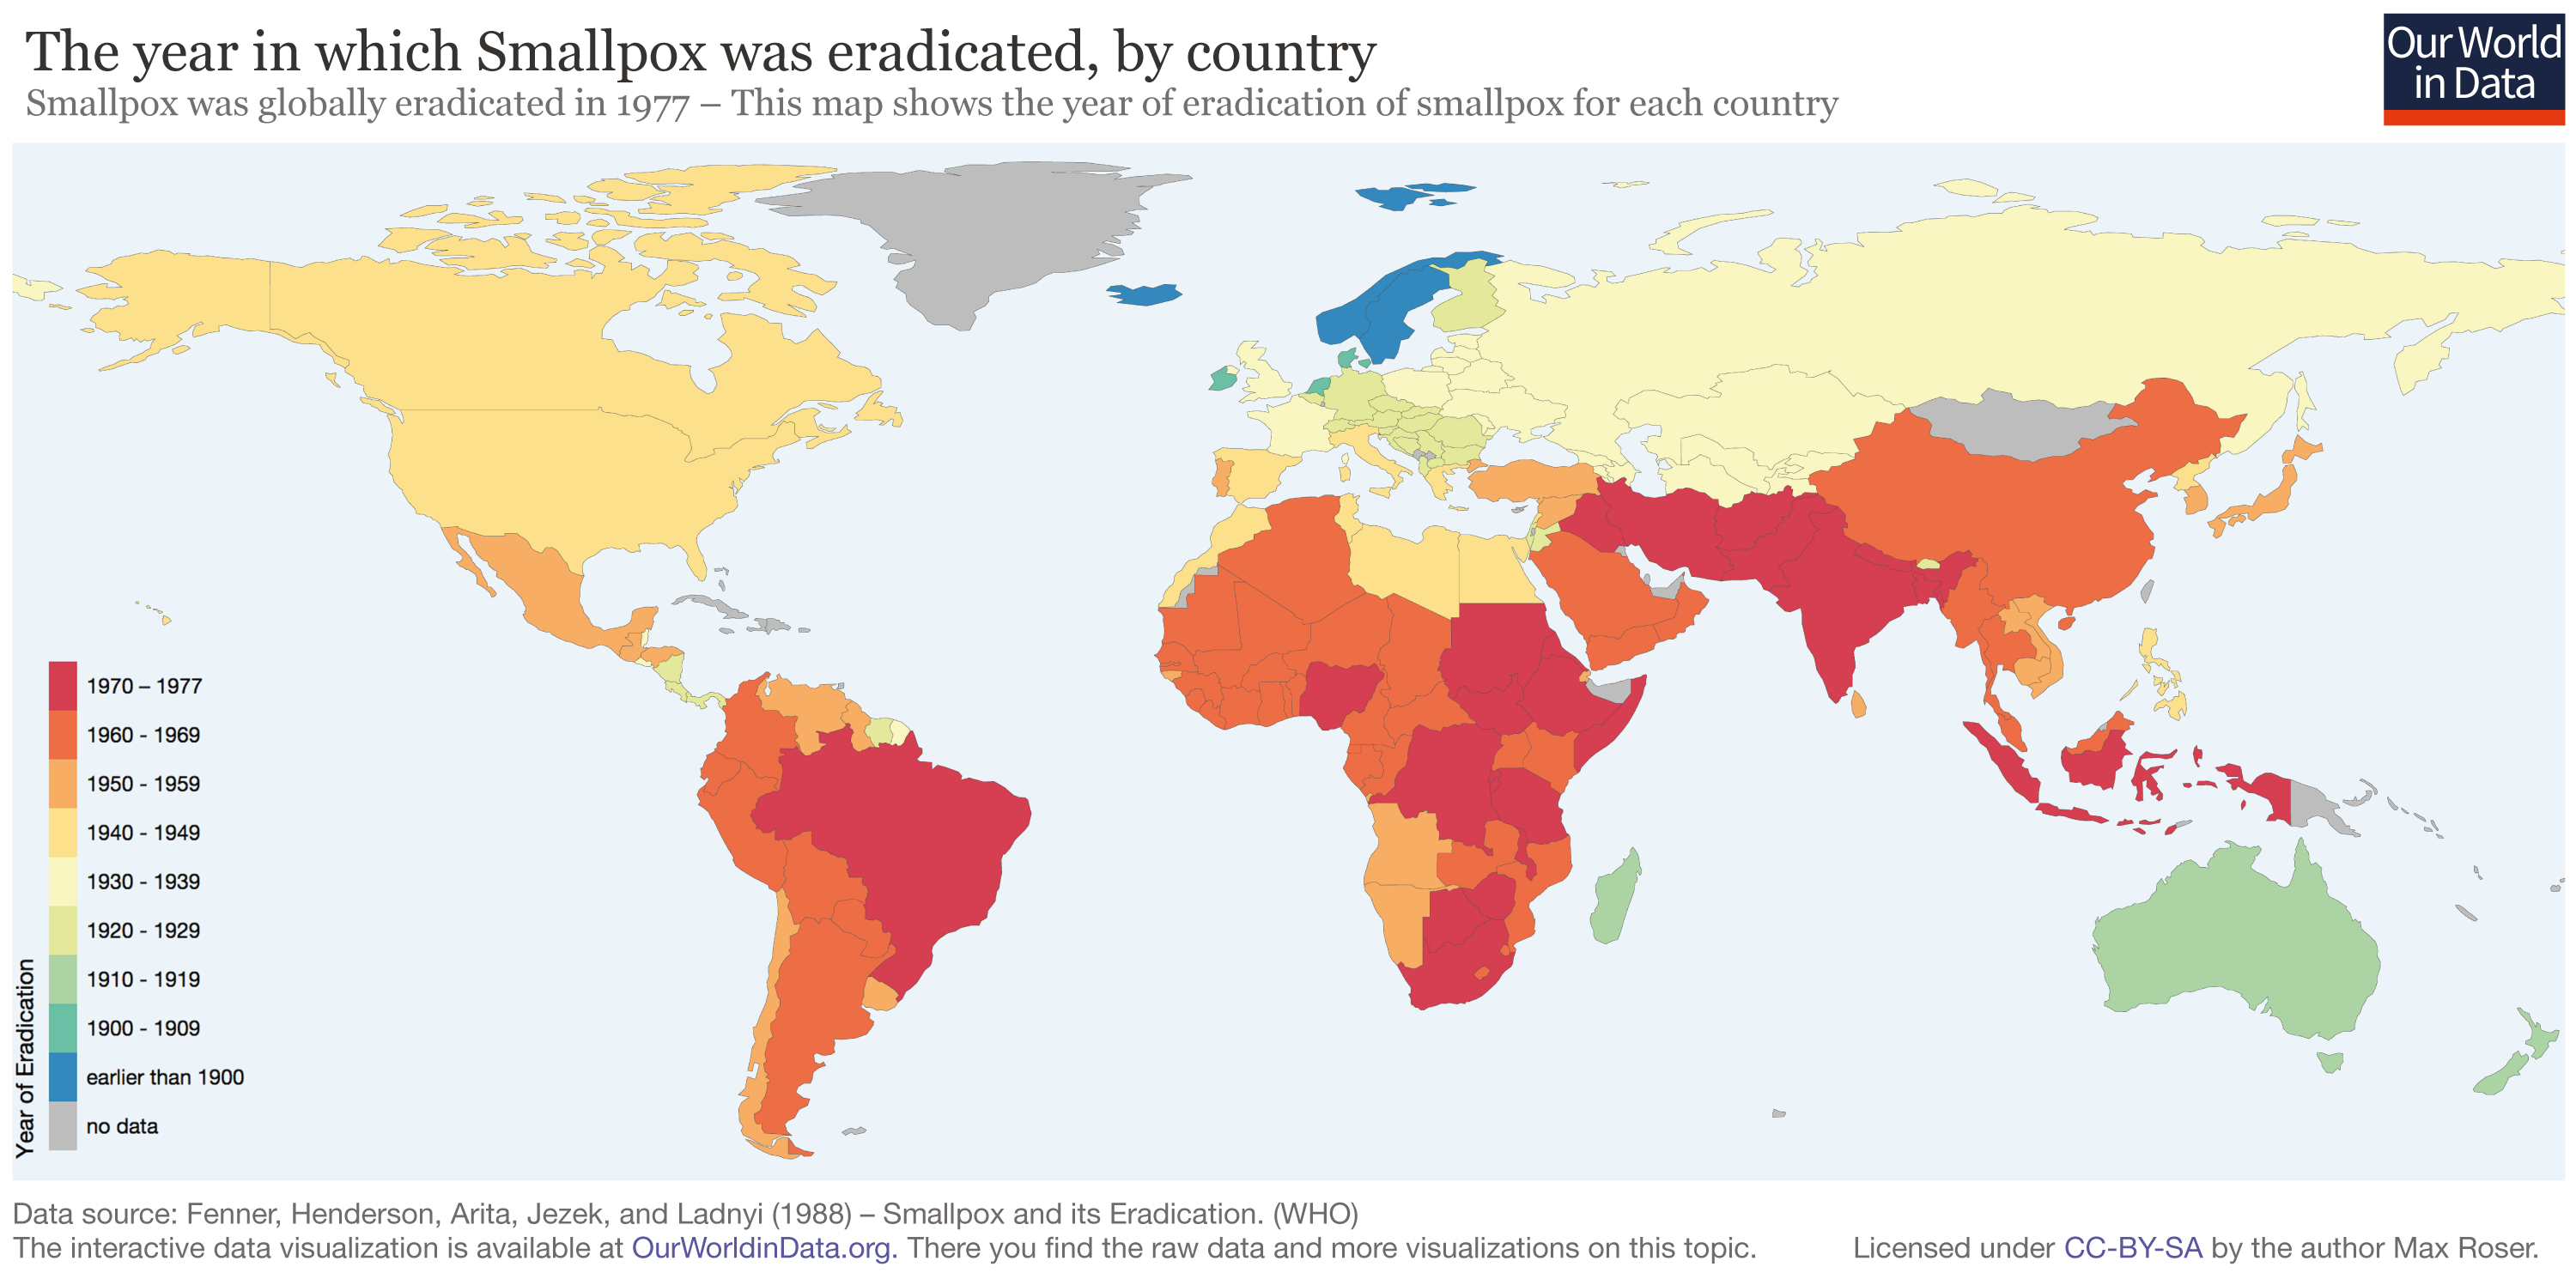 The year in which Smallpox was eradicated, by country
Smallpox was globally eradicated in 1977 – This map shows the year of eradication of smallpox for each country
Our World
in Data
Year of Eradication
1970 – 1977
1960 - 1969
1950 - 1959
1940 - 1949
1930 - 1939
1920 - 1929
1910 - 1919
1900 - 1909
earlier than 1900
no data
Data source: Fenner, Henderson, Arita, Jezek, and Ladnyi (1988) – Smallpox and its Eradication. (WHO)
The interactive data visualization is available at OurWorldinData.org. There you find the raw data and more visualizations on this topic.
Licensed under CC-BY-SA by the author Max Roser.